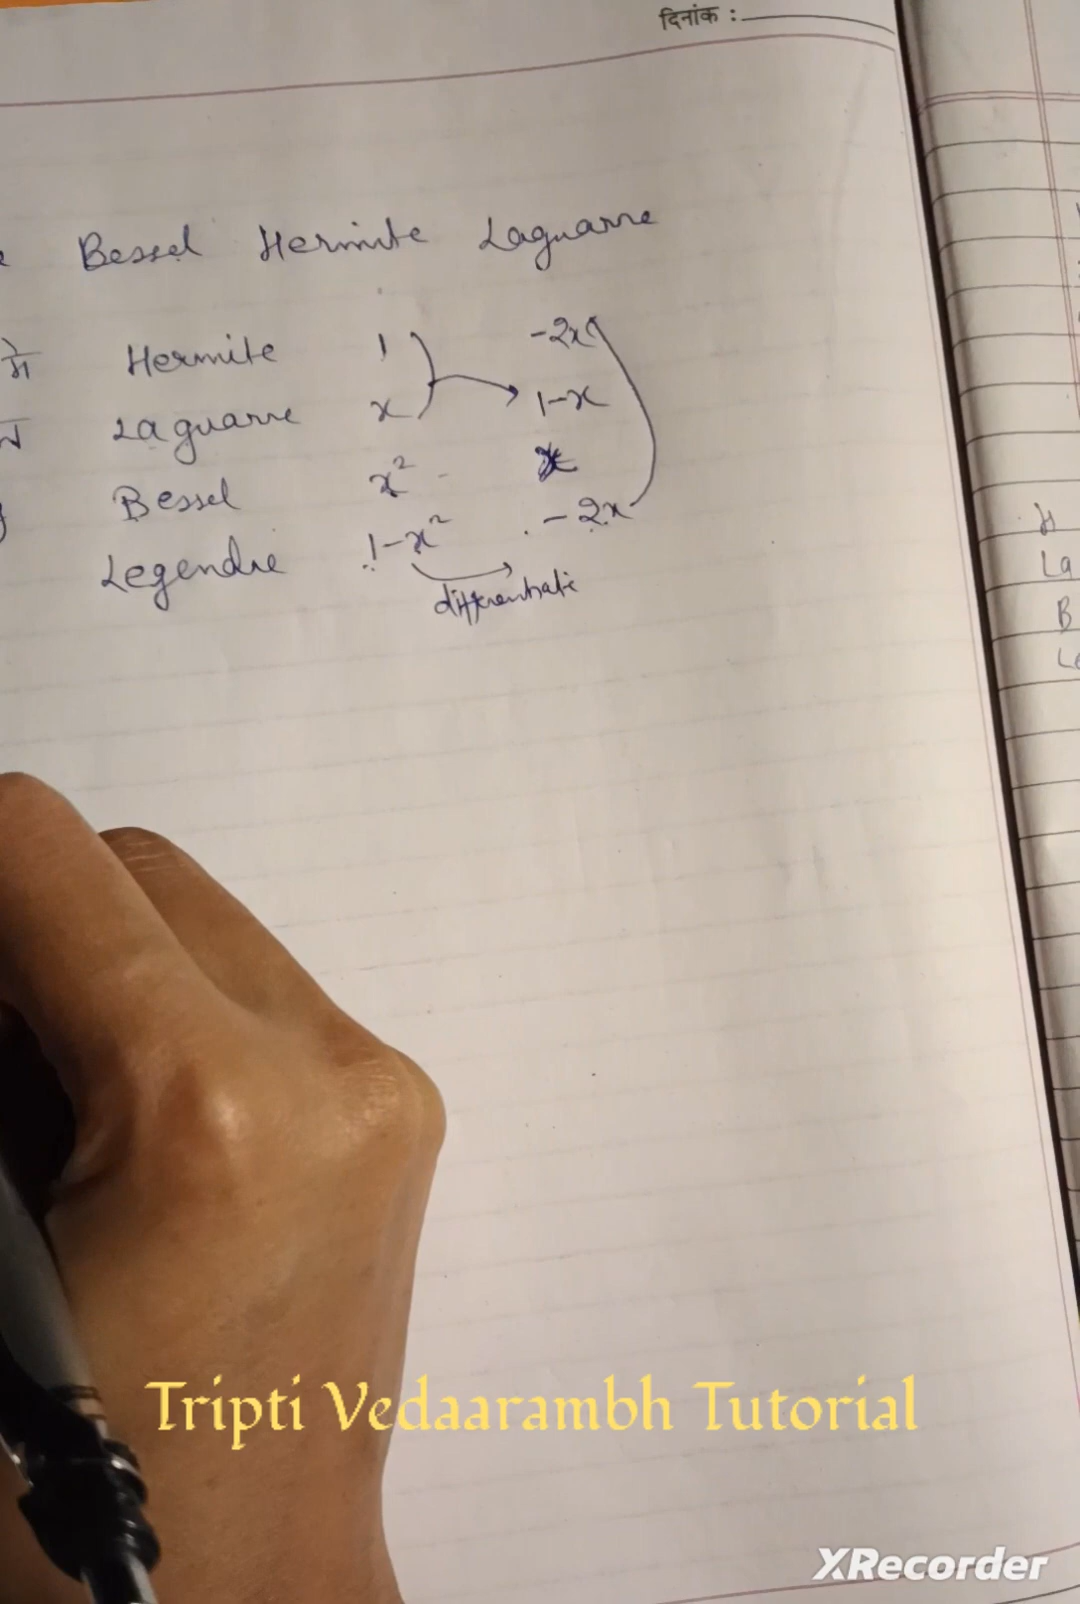 दिनांक :
Bessel Hermite Laguarre
में Hermite 1 -2x
Laguarre x 1-x
Bessel x² - x
Legendre 1-x² -2x
differentiate
La
B
Le
Tripti Vedaarambh Tutorial
XRecorder